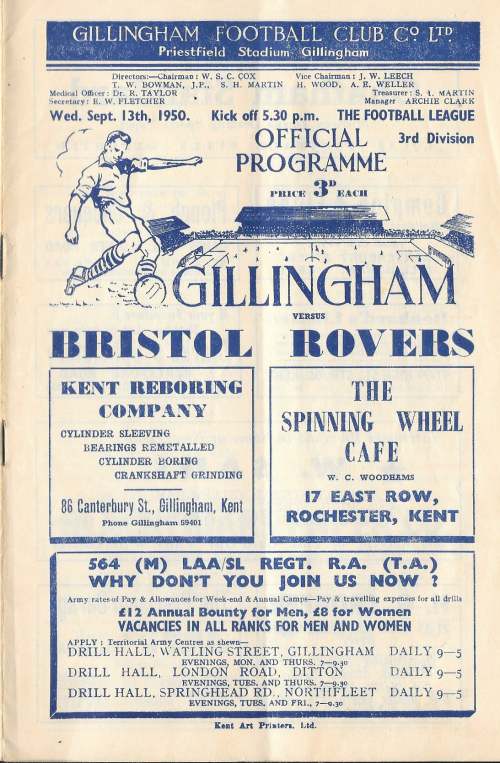 GILLINGHAM FOOTBALL CLUB Co LTD
Priestfield Stadium, Gillingham
Directors:—Chairman: W. S. C. COX Vice Chairman: J. W. LEECH
T. W. BOWMAN, J.P., S. H. MARTIN H. WOOD, A. E. WELLER
Medical Officer: Dr. R. TAYLOR Treasurer: S. H. MARTIN
Secretary: E. W. FLETCHER Manager ARCHIE CLARK
Wed. Sept. 13th, 1950. Kick off 5.30 p.m. THE FOOTBALL LEAGUE
3rd Division
OFFICIAL
PROGRAMME
PRICE 3D EACH
GILLINGHAM
VERSUS
BRISTOL ROVERS
KENT REBORING
COMPANY
CYLINDER SLEEVING
BEARINGS REMETALLED
CYLINDER BORING
CRANKSHAFT GRINDING
86 Canterbury St., Gillingham, Kent
Phone Gillingham 59401
THE
SPINNING WHEEL
CAFE
W. C. WOODHAMS
17 EAST ROW,
ROCHESTER, KENT
564 (M) LAA/SL REGT. R.A. (T.A.)
WHY DON'T YOU JOIN US NOW ?
Army rates of Pay & Allowances for Week-end & Annual Camps—Pay & travelling expenses for all drills
£12 Annual Bounty for Men, £8 for Women
VACANCIES IN ALL RANKS FOR MEN AND WOMEN
APPLY : Territorial Army Centres as shewn—
DRILL HALL, WATLING STREET, GILLINGHAM DAILY 9—5
EVENINGS, MON. AND THURS. 7—9.30
DRILL HALL, LONDON ROAD, DITTON DAILY 9—5
EVENINGS, TUES. AND THURS. 7—9.30
DRILL HALL, SPRINGHEAD RD., NORTHFLEET DAILY 9—5
EVENINGS, TUES. AND FRI., 7—9.30
Kent Art Printers, Ltd.